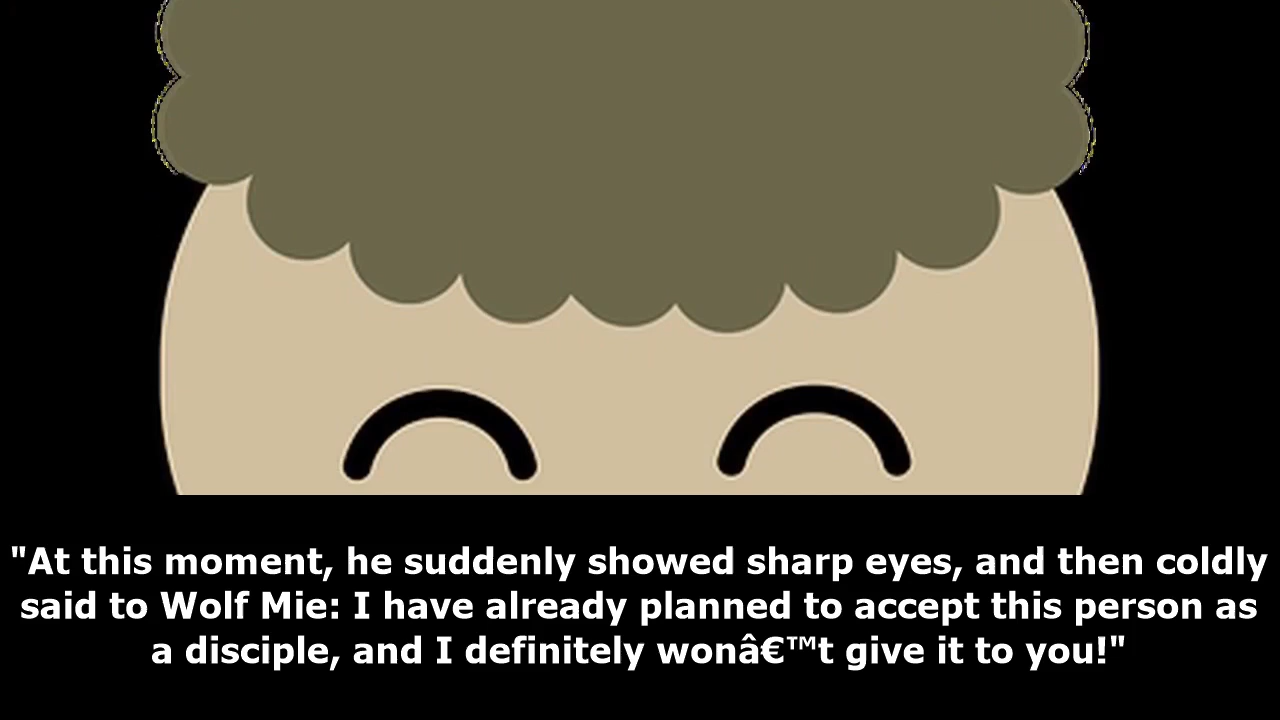 "At this moment, he suddenly showed sharp eyes, and then coldly
said to Wolf Mie: I have already planned to accept this person as
a disciple, and I definitely wonâ€™t give it to you!"